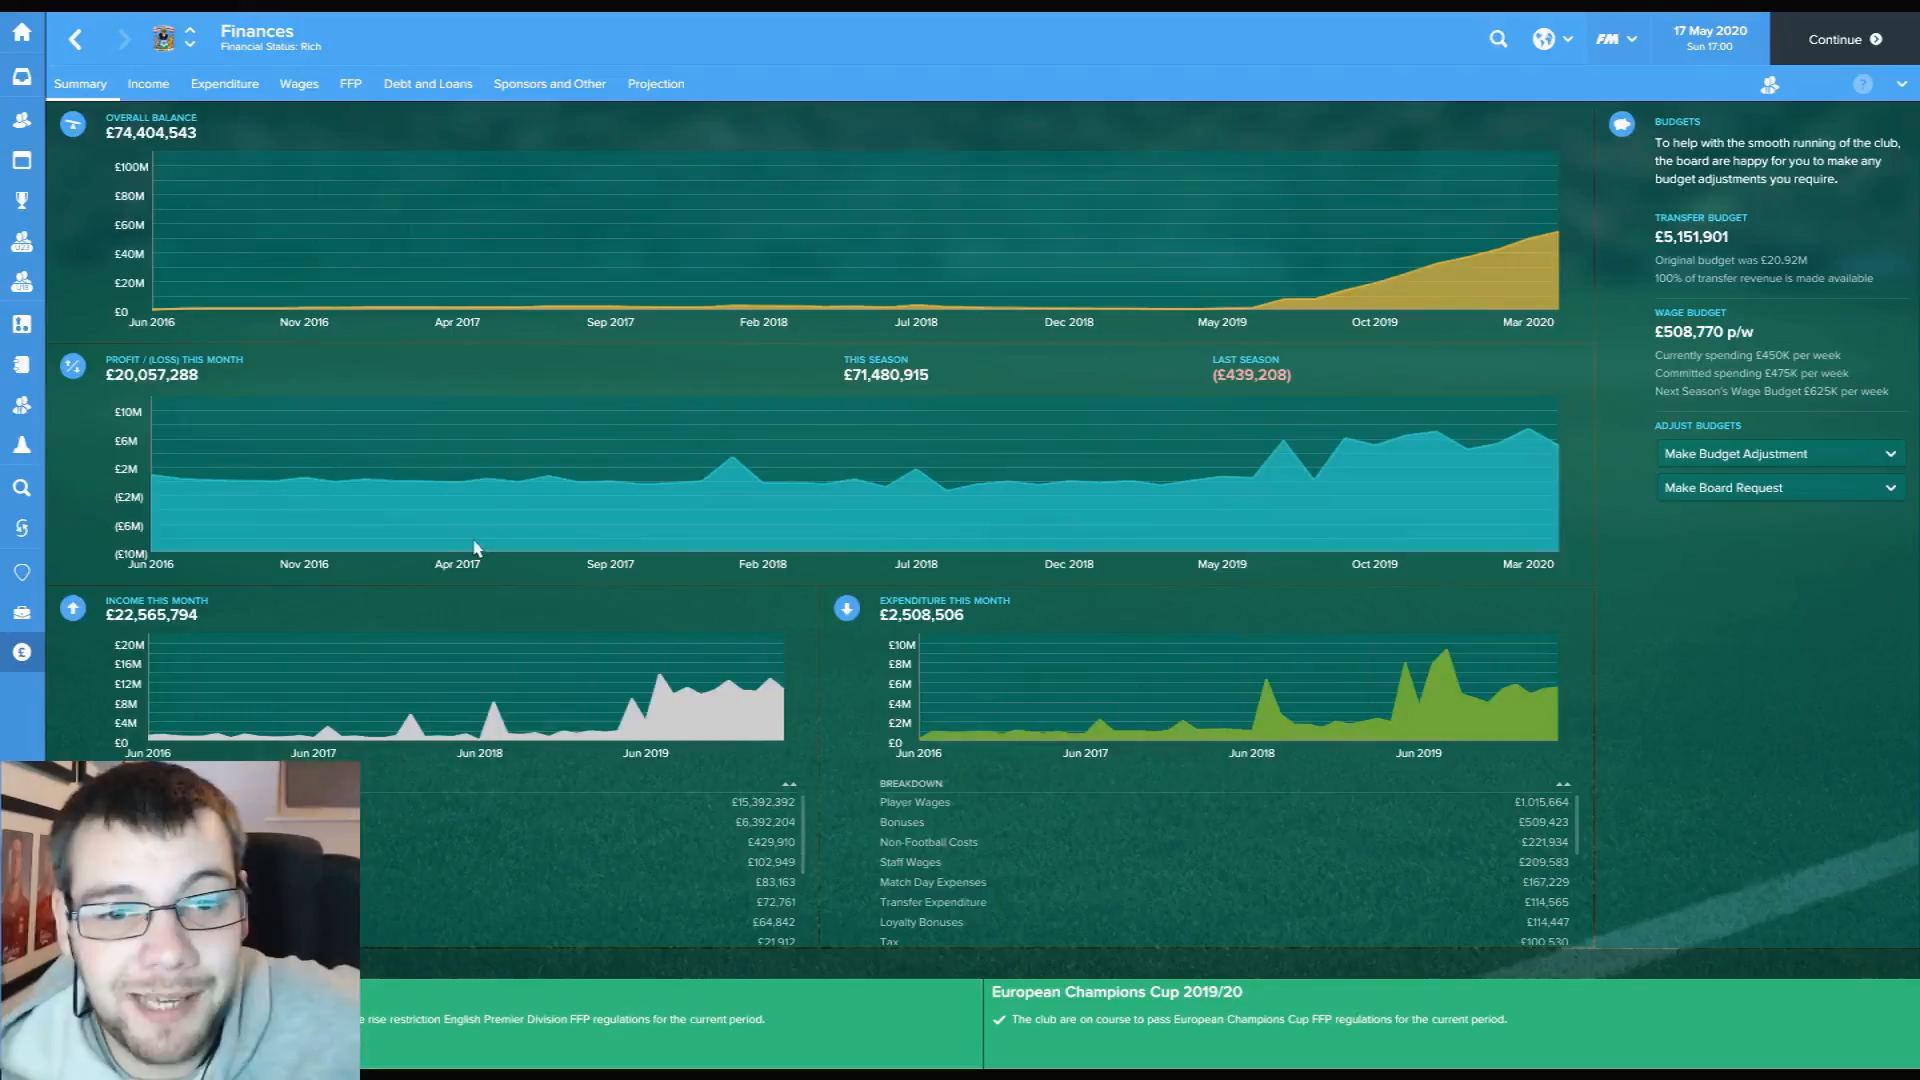 Finances
Financial Status: Rich
FM
17 May 2020
Sun 17:00
Continue
Summary
Income
Expenditure
Wages
FFP
Debt and Loans
Sponsors and Other
Projection
?
U23
U18
£
OVERALL BALANCE
£74,404,543
£100M
£80M
£60M
£40M
£20M
£0
Jun 2016
Nov 2016
Apr 2017
Sep 2017
Feb 2018
Jul 2018
Dec 2018
May 2019
Oct 2019
Mar 2020
PROFIT / (LOSS) THIS MONTH
£20,057,288
THIS SEASON
£71,480,915
LAST SEASON
(£439,208)
£10M
£6M
£2M
(£2M)
(£6M)
(£10M)
Jun 2016
Nov 2016
Apr 2017
Sep 2017
Feb 2018
Jul 2018
Dec 2018
May 2019
Oct 2019
Mar 2020
INCOME THIS MONTH
£22,565,794
£20M
£16M
£12M
£8M
£4M
£0
Jun 2016
Jun 2017
Jun 2018
Jun 2019
£15,392,392
£6,392,204
£429,910
£102,949
£83,163
£72,761
£64,842
£21,912
EXPENDITURE THIS MONTH
£2,508,506
£10M
£8M
£6M
£4M
£2M
£0
Jun 2016
Jun 2017
Jun 2018
Jun 2019
BREAKDOWN
Player Wages £1,015,664
Bonuses £509,423
Non-Football Costs £221,934
Staff Wages £209,583
Match Day Expenses £167,229
Transfer Expenditure £114,565
Loyalty Bonuses £114,447
Tax £100,530
BUDGETS
To help with the smooth running of the club,
the board are happy for you to make any
budget adjustments you require.
TRANSFER BUDGET
£5,151,901
Original budget was £20.92M
100% of transfer revenue is made available
WAGE BUDGET
£508,770 p/w
Currently spending £450K per week
Committed spending £475K per week
Next Season's Wage Budget £625K per week
ADJUST BUDGETS
Make Budget Adjustment
Make Board Request
e rise restriction English Premier Division FFP regulations for the current period.
European Champions Cup 2019/20
The club are on course to pass European Champions Cup FFP regulations for the current period.